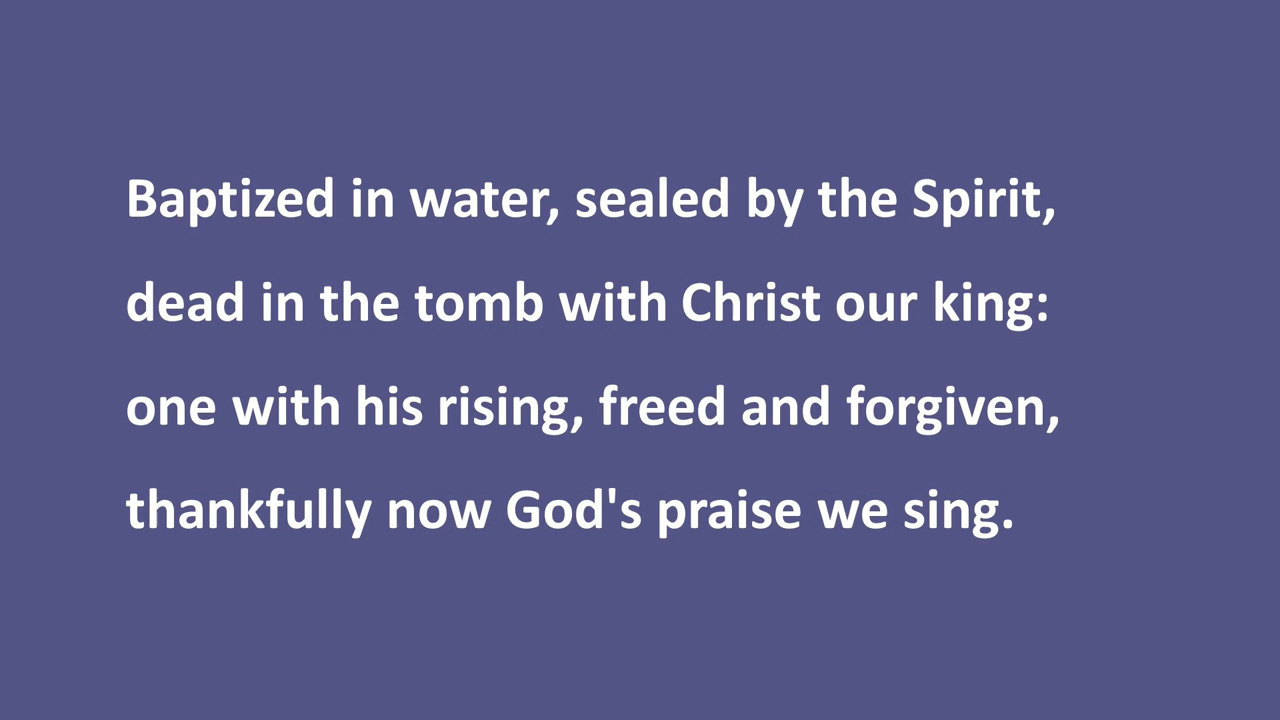 Baptized in water, sealed by the Spirit,
dead in the tomb with Christ our king:
one with his rising, freed and forgiven,
thankfully now God's praise we sing.